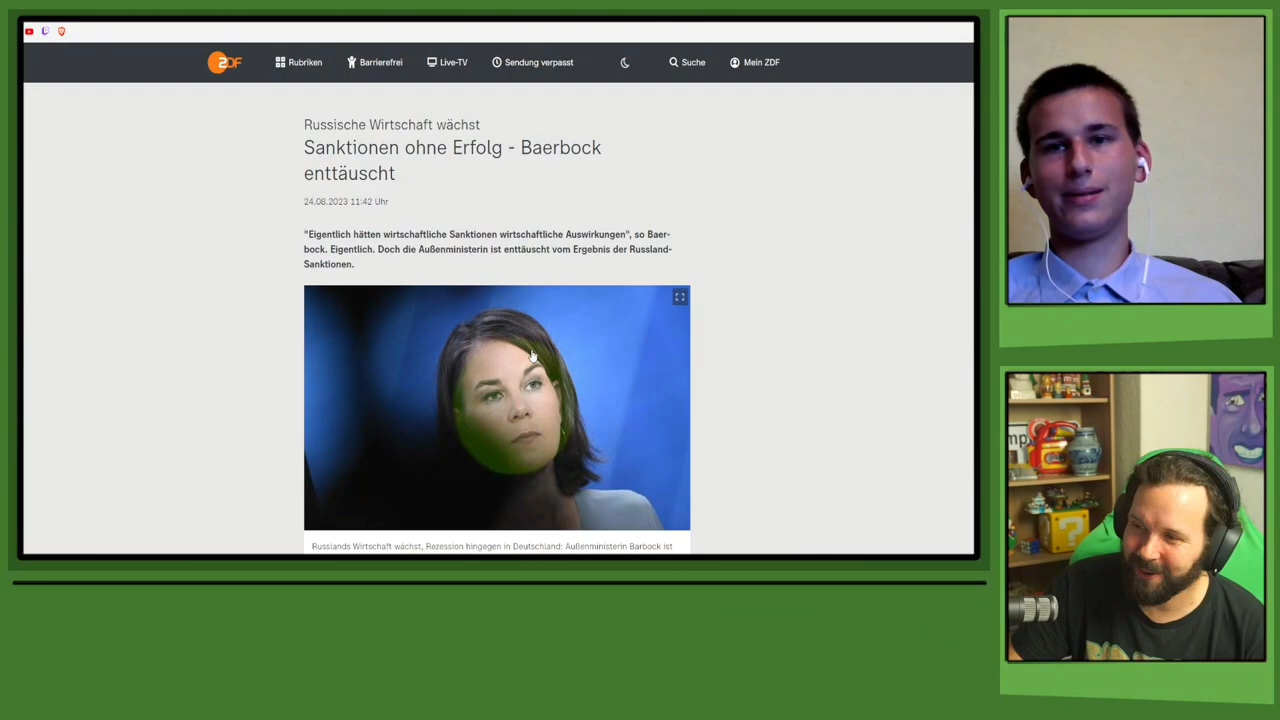 ZDF
Rubriken
Barrierefrei
Live-TV
Sendung verpasst
Suche
Mein ZDF
Russische Wirtschaft wächst
Sanktionen ohne Erfolg - Baerbock
enttäuscht
24.08.2023 11:42 Uhr
"Eigentlich hätten wirtschaftliche Sanktionen wirtschaftliche Auswirkungen", so Baer-
bock. Eigentlich. Doch die Außenministerin ist enttäuscht vom Ergebnis der Russland-
Sanktionen.
Russlands Wirtschaft wächst, Rezession hingegen in Deutschland: Außenministerin Barbock ist